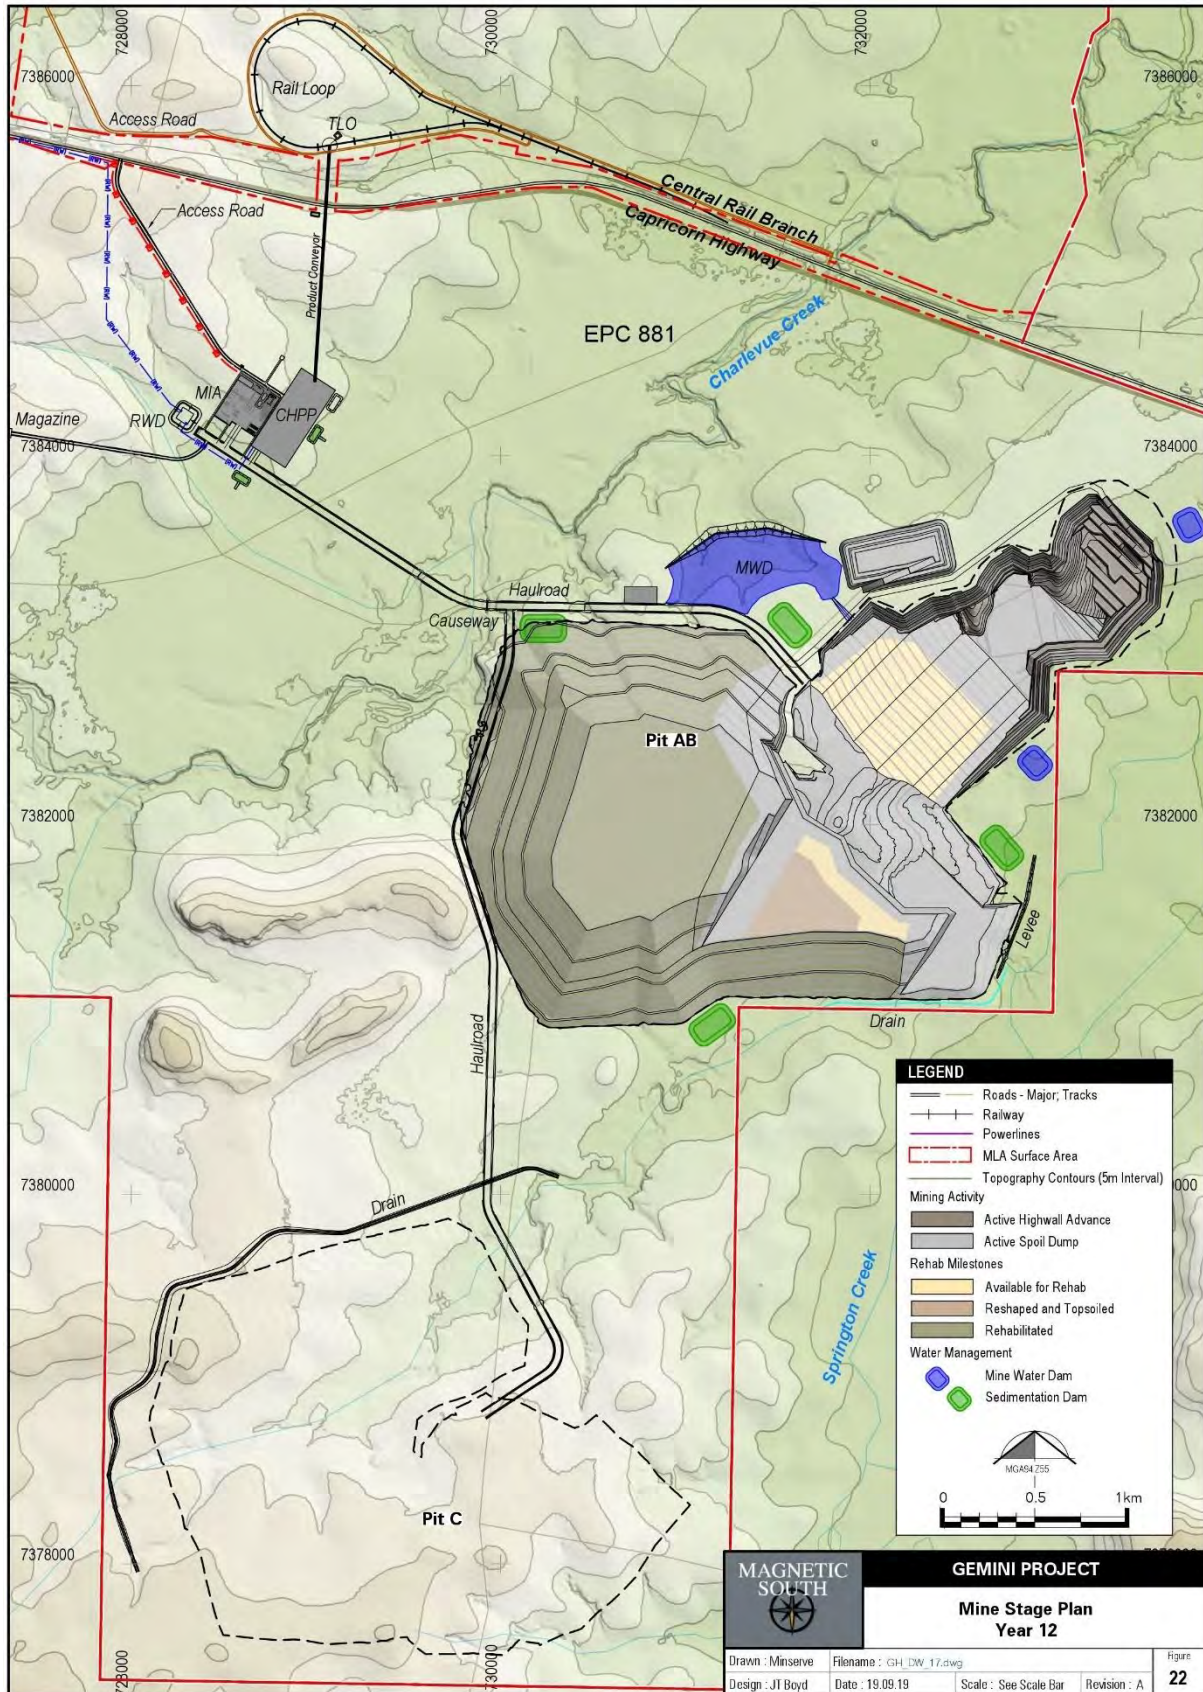 728000
730000
732000
7386000
7386000
Rail Loop
Access Road
TLO
Access Road
Central Rail Branch
Capricorn Highway
Product Conveyor
EPC 881
Charlevue Creek
MIA
CHPP
RWD
Magazine
7384000
7384000
MWD
Haulroad
Causeway
Pit AB
7382000
7382000
Levee
Drain
Haulroad
LEGEND
Roads - Major; Tracks
Railway
Powerlines
MLA Surface Area
Topography Contours (5m Interval)
Mining Activity
Active Highwall Advance
Active Spoil Dump
Rehab Milestones
Available for Rehab
Reshaped and Topsoiled
Rehabilitated
Water Management
Mine Water Dam
Sedimentation Dam
MGA94 Z55
0 0.5 1km
7380000
Drain
Springton Creek
Pit C
7378000
728000
730000
MAGNETIC
SOUTH
GEMINI PROJECT
Mine Stage Plan
Year 12
Drawn : Minserve
Filename : GH_DW_17.dwg
Figure
Design : JT Boyd
Date : 19.09.19
Scale : See Scale Bar
Revision : A
22